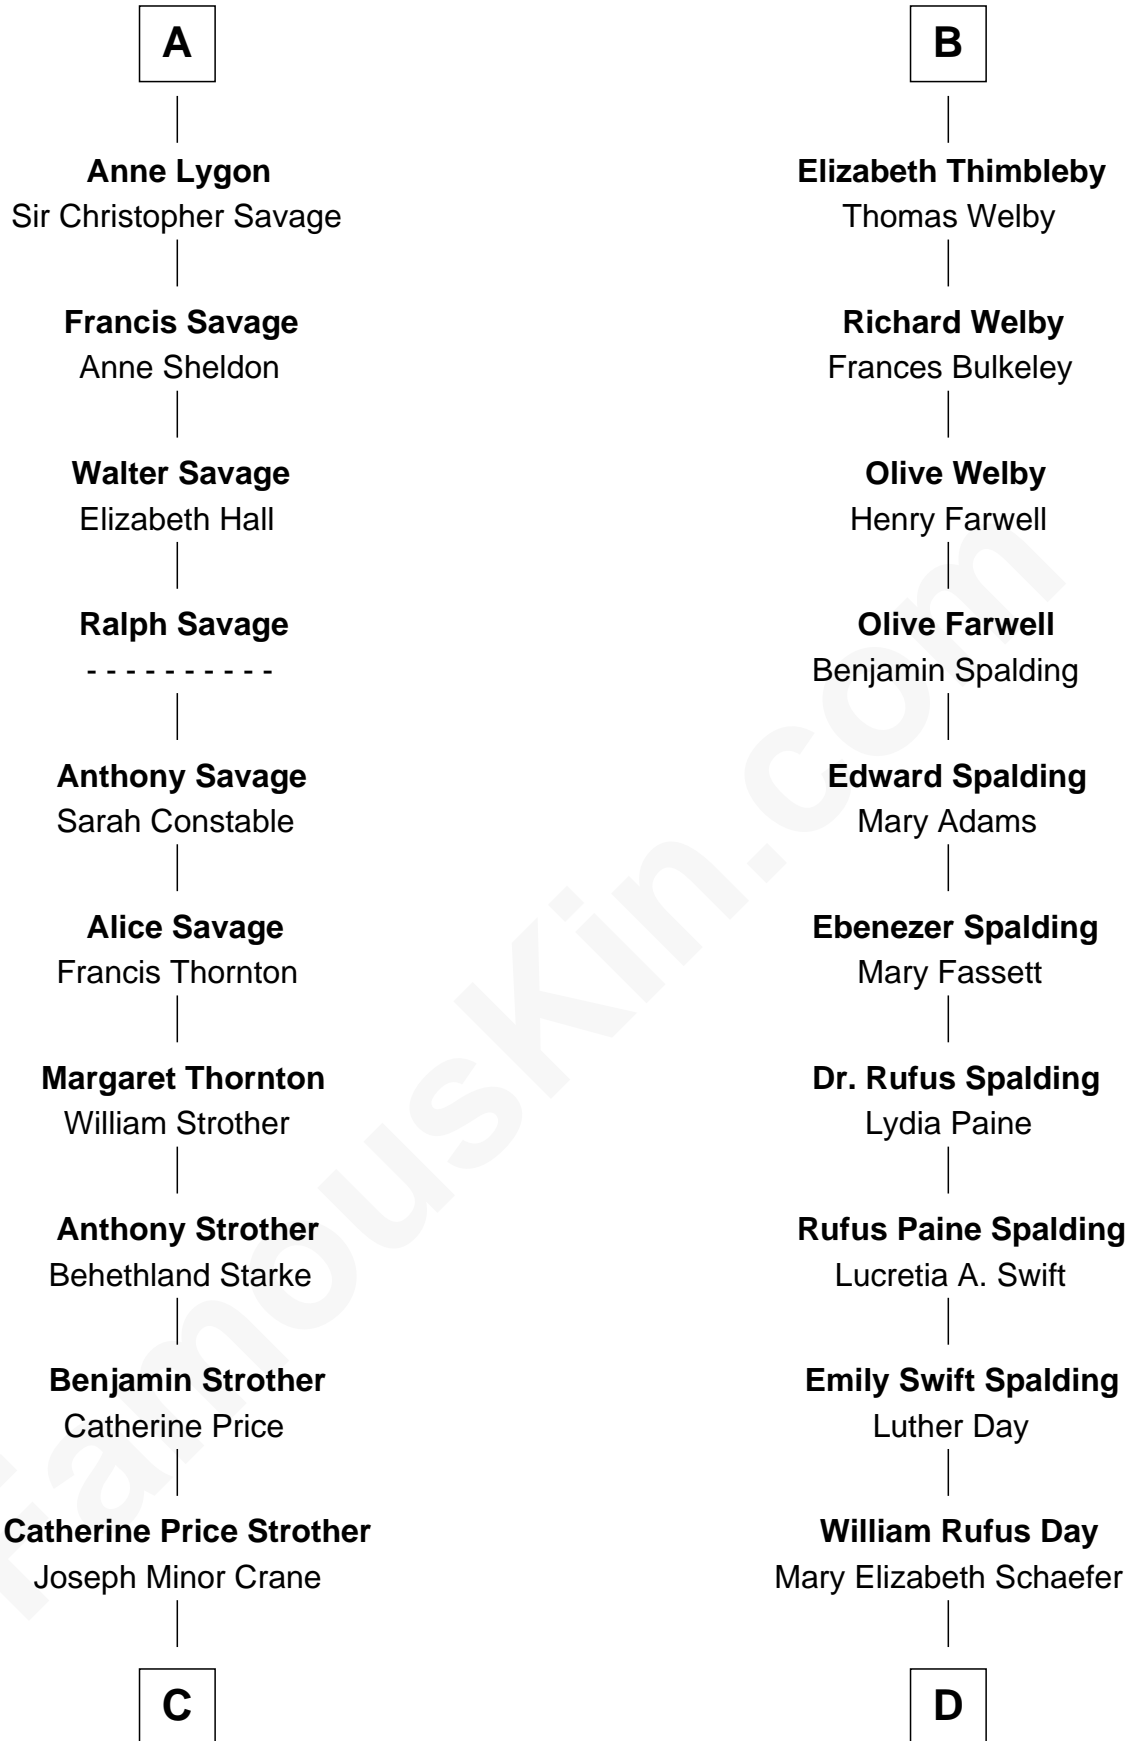 A
Anne Lygon
Sir Christopher Savage
Francis Savage
Anne Sheldon
Walter Savage
Elizabeth Hall
Ralph Savage
- - - - - - - - - -
Anthony Savage
Sarah Constable
Alice Savage
Francis Thornton
Margaret Thornton
William Strother
Anthony Strother
Behethland Starke
Benjamin Strother
Catherine Price
Catherine Price Strother
Joseph Minor Crane
C
B
Elizabeth Thimbleby
Thomas Welby
Richard Welby
Frances Bulkeley
Olive Welby
Henry Farwell
Olive Farwell
Benjamin Spalding
Edward Spalding
Mary Adams
Ebenezer Spalding
Mary Fassett
Dr. Rufus Spalding
Lydia Paine
Rufus Paine Spalding
Lucretia A. Swift
Emily Swift Spalding
Luther Day
William Rufus Day
Mary Elizabeth Schaefer
D
FamousKin.com